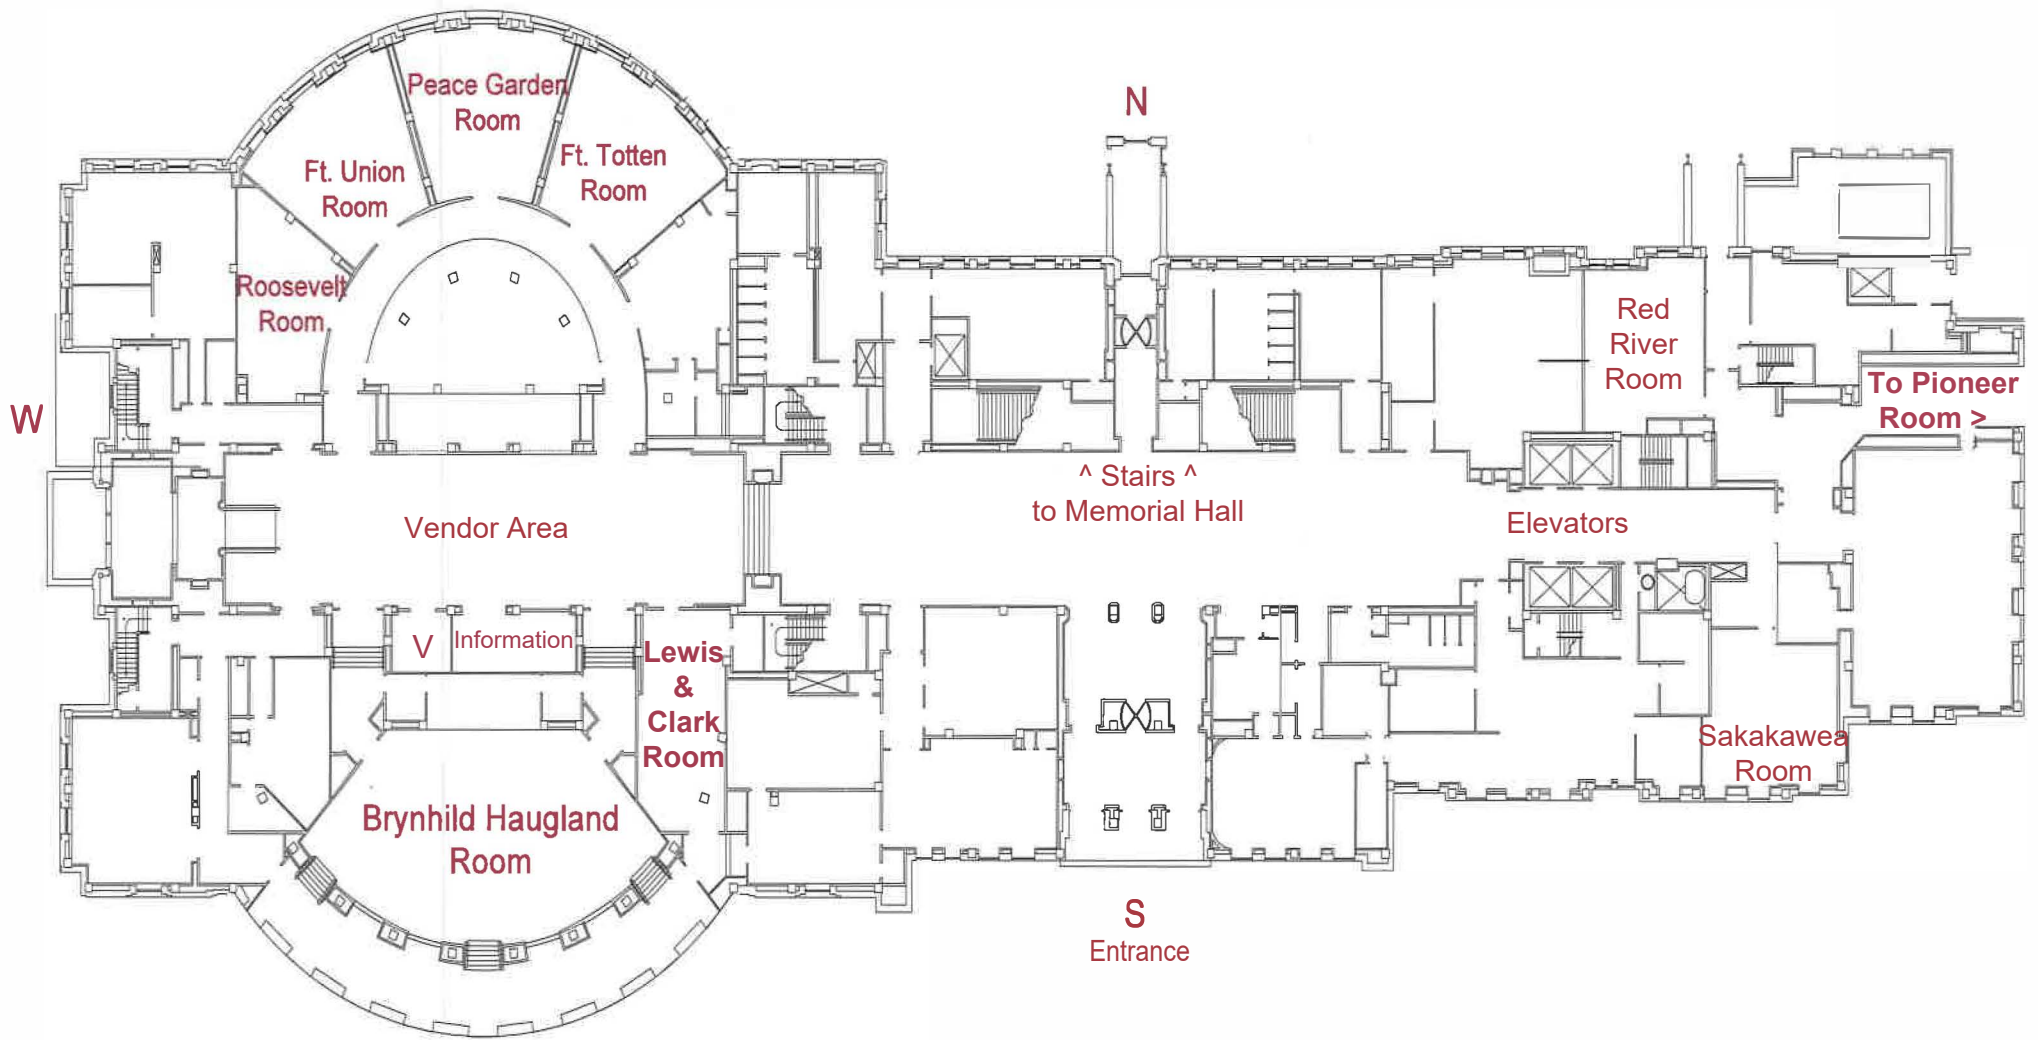 Peace Garden
Room
N
Ft. Union
Room
Ft. Totten
Room
Roosevelt
Room
Red
River
Room
To Pioneer
Room >
W
^ Stairs ^
to Memorial Hall
Vendor Area
Elevators
V
Information
Lewis
&
Clark
Room
Sakakawea
Room
Brynhild Haugland
Room
S
Entrance